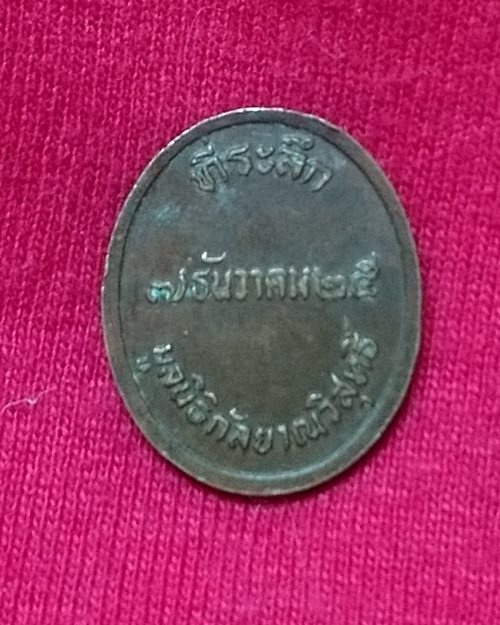 ที่ระลึก
๗ ธันวาคม ๒๕
มูลนิธิกัลยาณวิสุทธิ์